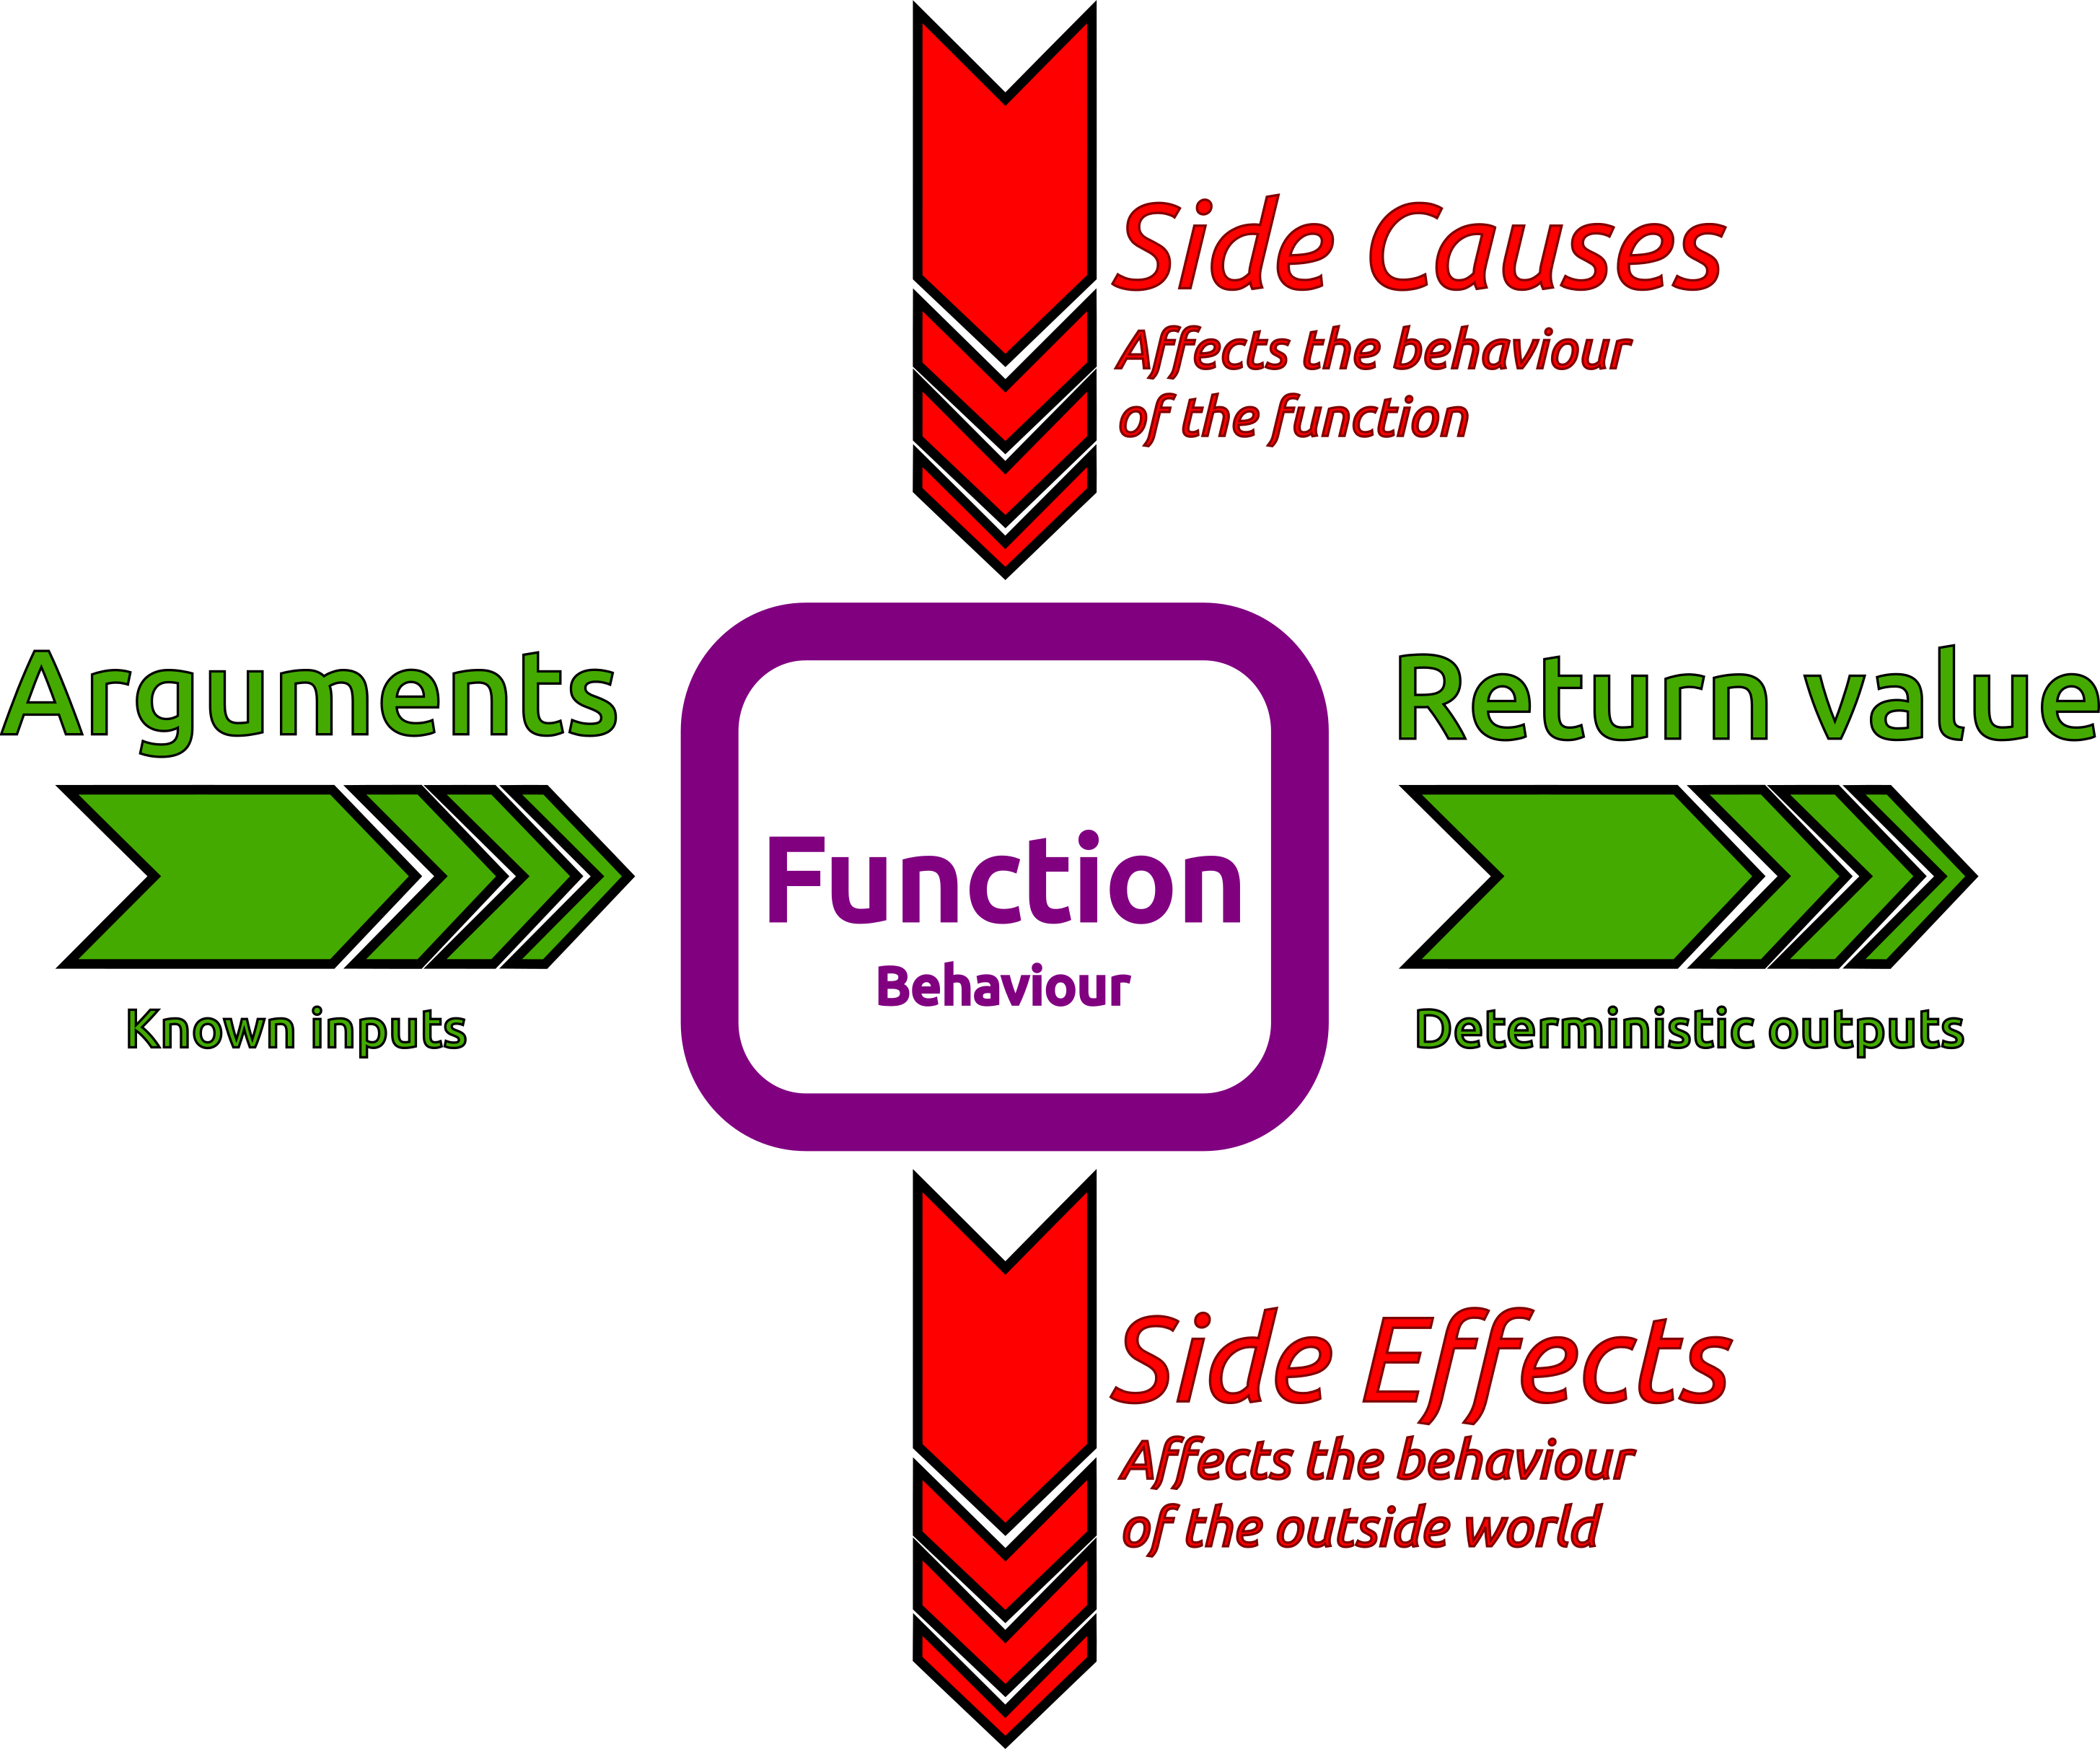 Side Causes
Affects the behaviour
of the function
Arguments
Known inputs
Function
Behaviour
Return value
Deterministic outputs
Side Effects
Affects the behaviour
of the outside world